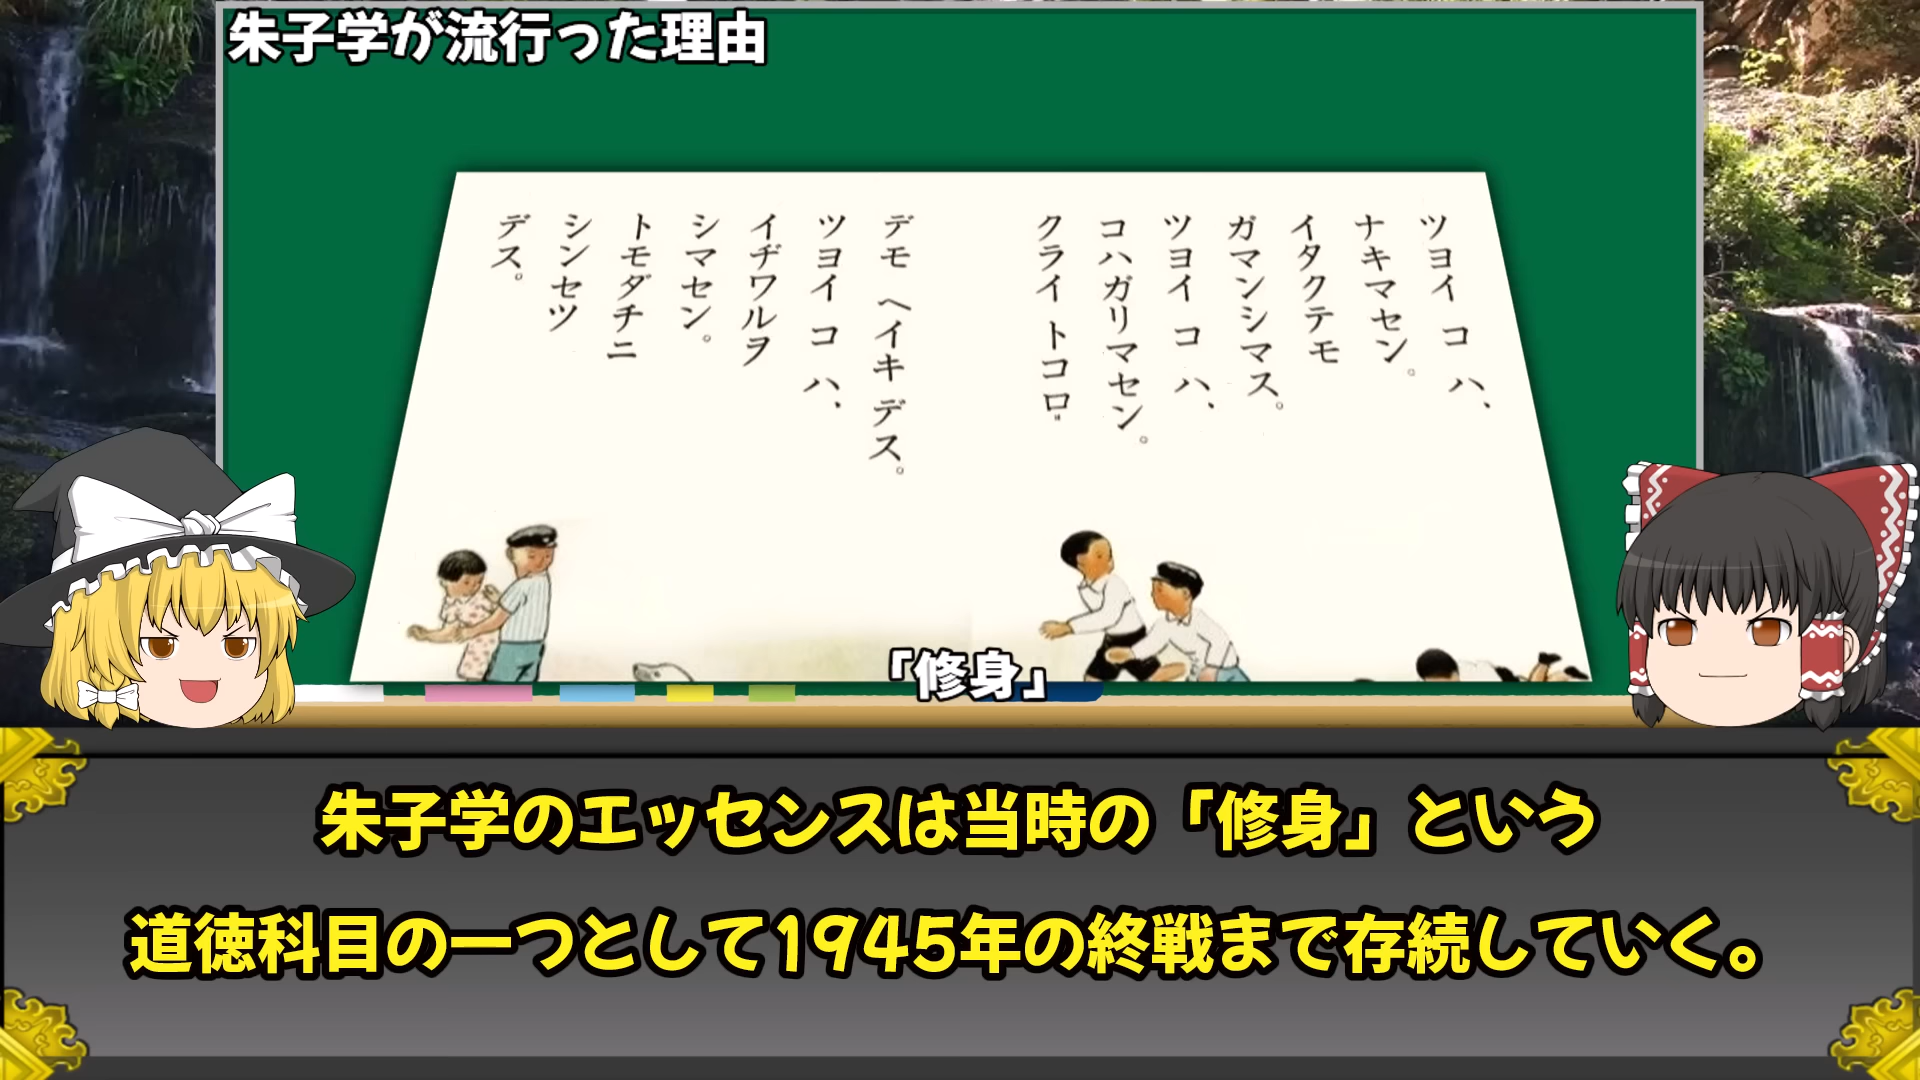 朱子学が流行った理由
ツヨイ コ ハ、
ナキマセン。
イタクテモ
ガマンシマス。
ツヨイ コ ハ、
コハガリマセン。
クライ トコロ
デモ ヘイキ デス。
ツヨイ コ ハ、
イヂワルヲ
シマセン。
トモダチニ
シンセツ
デス。
「修身」
朱子学のエッセンスは当時の「修身」という
道徳科目の一つとして1945年の終戦まで存続していく。